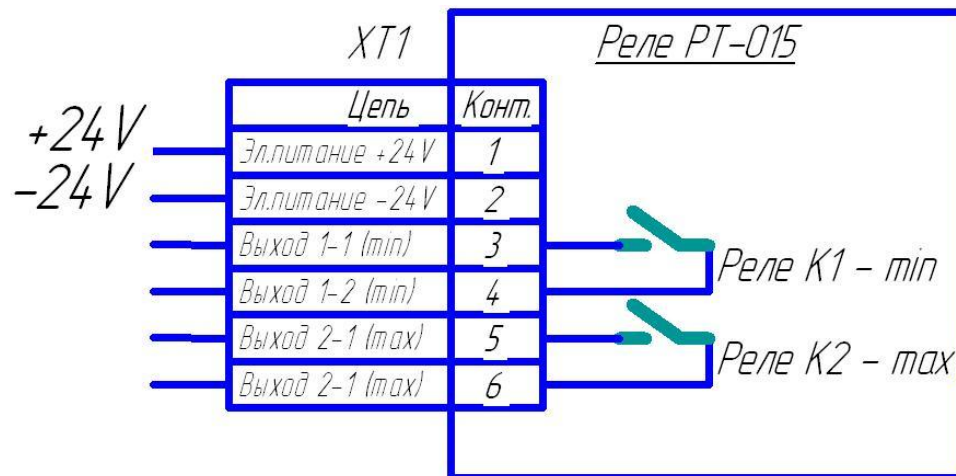 XT1
Реле РТ-015
Цепь Конт.
+24V
Эл.питание +24V 1
-24V
Эл.питание -24V 2
Выход 1-1 (min) 3
Реле К1 - min
Выход 1-2 (min) 4
Выход 2-1 (max) 5
Реле К2 - max
Выход 2-1 (max) 6